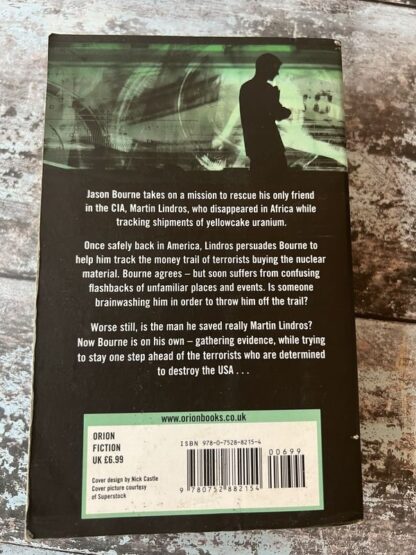 Jason Bourne takes on a mission to rescue his only friend
in the CIA, Martin Lindros, who disappeared in Africa while
tracking shipments of yellowcake uranium.
Once safely back in America, Lindros persuades Bourne to
help him track the money trail of terrorists buying the nuclear
material. Bourne agrees – but soon suffers from confusing
flashbacks of unfamiliar places and events. Is someone
brainwashing him in order to throw him off the trail?
Worse still, is the man he saved really Martin Lindros?
Now Bourne is on his own – gathering evidence, while trying
to stay one step ahead of the terrorists who are determined
to destroy the USA . . .
www.orionbooks.co.uk
ORION
FICTION
UK £6.99
Cover design by Nick Castle
Cover picture courtesy
of Superstock
ISBN 978-0-7528-8215-4
00699
9 780752 882154